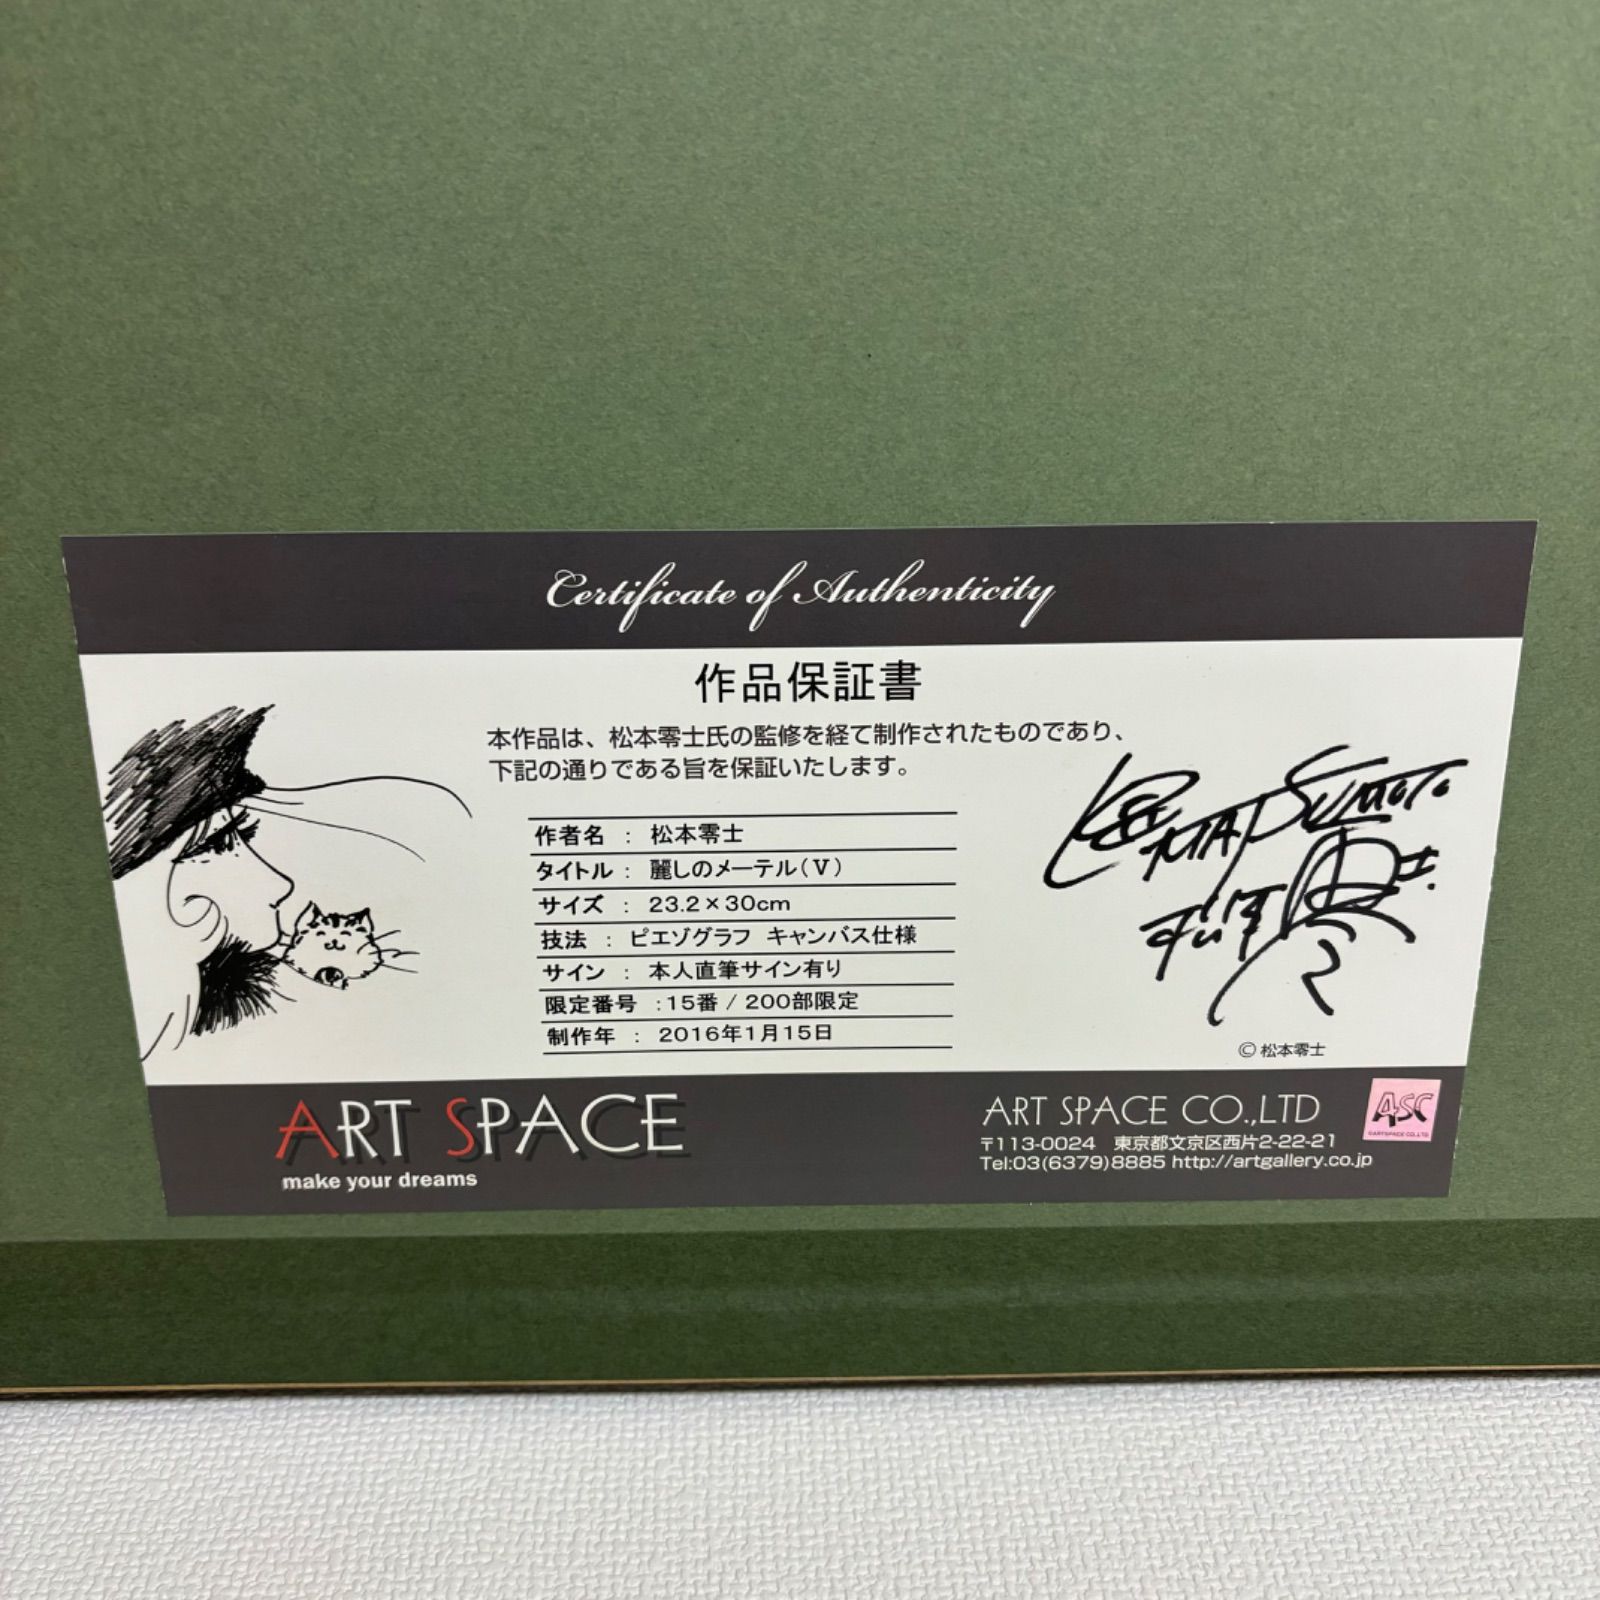 Certificate of Authenticity
作品保証書
本作品は、松本零士氏の監修を経て制作されたものであり、
下記の通りである旨を保証いたします。
作者名 : 松本零士
タイトル : 麗しのメーテル(Ⅴ)
サイズ : 23.2×30cm
技法 : ピエゾグラフ キャンバス仕様
サイン : 本人直筆サイン有り
限定番号 :15番 / 200部限定
制作年 : 2016年1月15日
MATSUMOTO
© 松本零士
ART SPACE
make your dreams
ART SPACE CO.,LTD
〒113-0024 東京都文京区西片2-22-21
Tel:03(6379)8885 http://artgallery.co.jp
ASC
©ARTSPACE CO.,LTD.